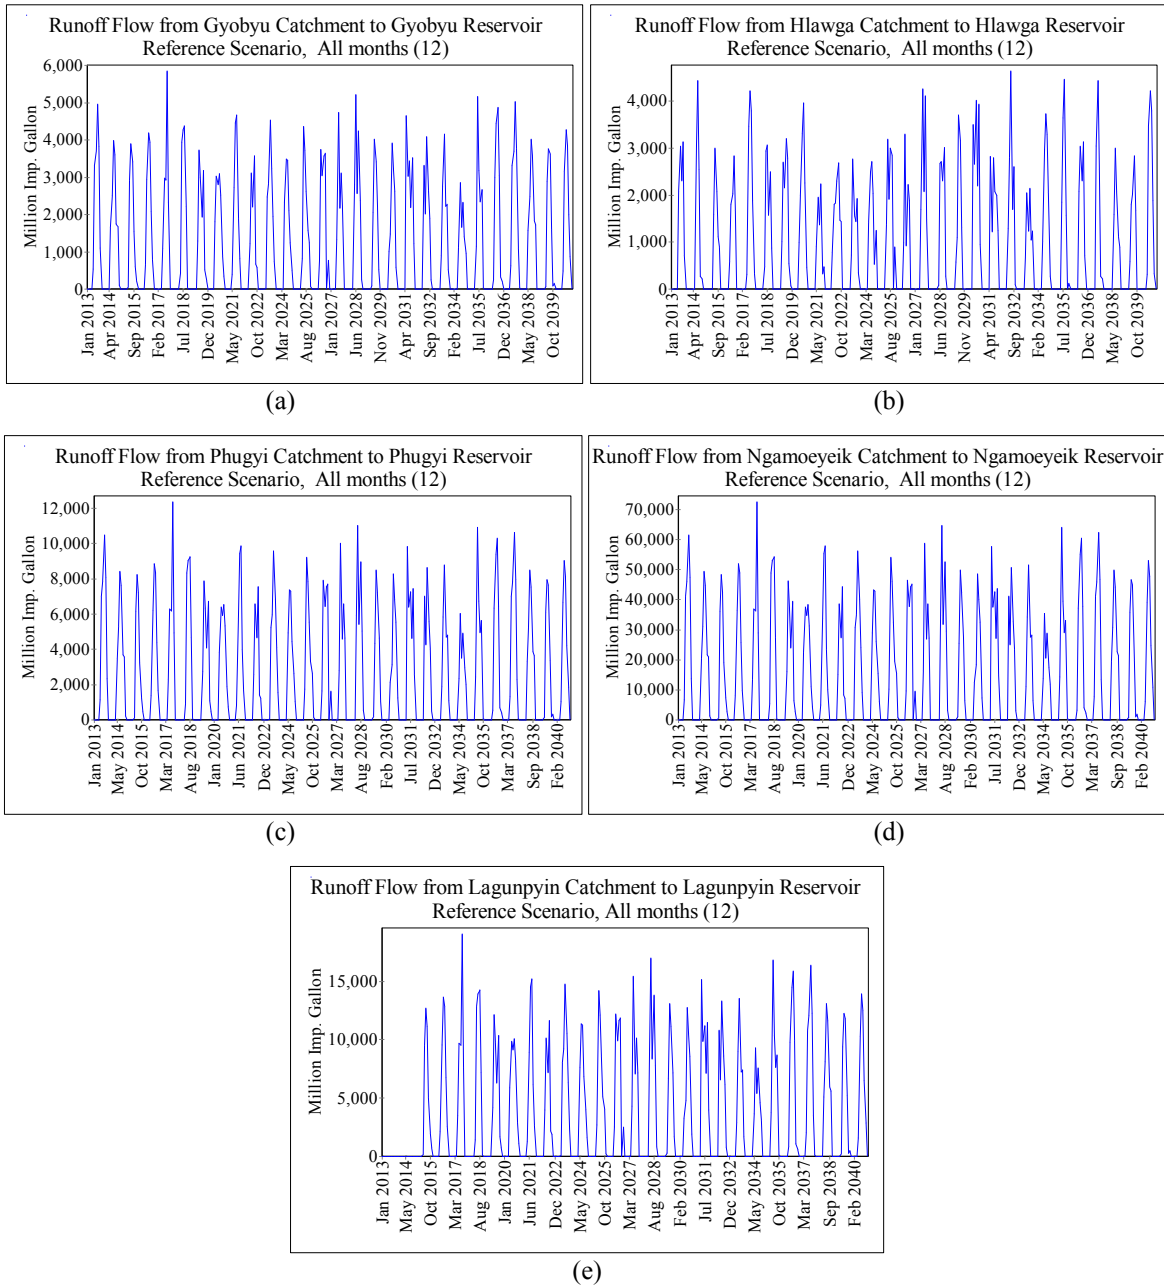 Runoff Flow from Gyobyu Catchment to Gyobyu Reservoir
Reference Scenario, All months (12)
Million Imp. Gallon
6,000
5,000
4,000
3,000
2,000
1,000
0
Jan 2013
Apr 2014
Sep 2015
Feb 2017
Jul 2018
Dec 2019
May 2021
Oct 2022
Mar 2024
Aug 2025
Jan 2027
Jun 2028
Nov 2029
Apr 2031
Sep 2032
Feb 2034
Jul 2035
Dec 2036
May 2038
Oct 2039
(a)
Runoff Flow from Hlawga Catchment to Hlawga Reservoir
Reference Scenario, All months (12)
Million Imp. Gallon
4,000
3,000
2,000
1,000
0
Jan 2013
Apr 2014
Sep 2015
Feb 2017
Jul 2018
Dec 2019
May 2021
Oct 2022
Mar 2024
Aug 2025
Jan 2027
Jun 2028
Nov 2029
Apr 2031
Sep 2032
Feb 2034
Jul 2035
Dec 2036
May 2038
Oct 2039
(b)
Runoff Flow from Phugyi Catchment to Phugyi Reservoir
Reference Scenario, All months (12)
Million Imp. Gallon
12,000
10,000
8,000
6,000
4,000
2,000
0
Jan 2013
May 2014
Oct 2015
Mar 2017
Aug 2018
Jan 2020
Jun 2021
Dec 2022
May 2024
Oct 2025
Mar 2027
Aug 2028
Feb 2030
Jul 2031
Dec 2032
May 2034
Oct 2035
Mar 2037
Sep 2038
Feb 2040
(c)
Runoff Flow from Ngamoeyeik Catchment to Ngamoeyeik Reservoir
Reference Scenario, All months (12)
Million Imp. Gallon
70,000
60,000
50,000
40,000
30,000
20,000
10,000
0
Jan 2013
May 2014
Oct 2015
Mar 2017
Aug 2018
Jan 2020
Jun 2021
Dec 2022
May 2024
Oct 2025
Mar 2027
Aug 2028
Feb 2030
Jul 2031
Dec 2032
May 2034
Oct 2035
Mar 2037
Sep 2038
Feb 2040
(d)
Runoff Flow from Lagunpyin Catchment to Lagunpyin Reservoir
Reference Scenario, All months (12)
Million Imp. Gallon
15,000
10,000
5,000
0
Jan 2013
May 2014
Oct 2015
Mar 2017
Aug 2018
Jan 2020
Jun 2021
Dec 2022
May 2024
Oct 2025
Mar 2027
Aug 2028
Feb 2030
Jul 2031
Dec 2032
May 2034
Oct 2035
Mar 2037
Sep 2038
Feb 2040
(e)